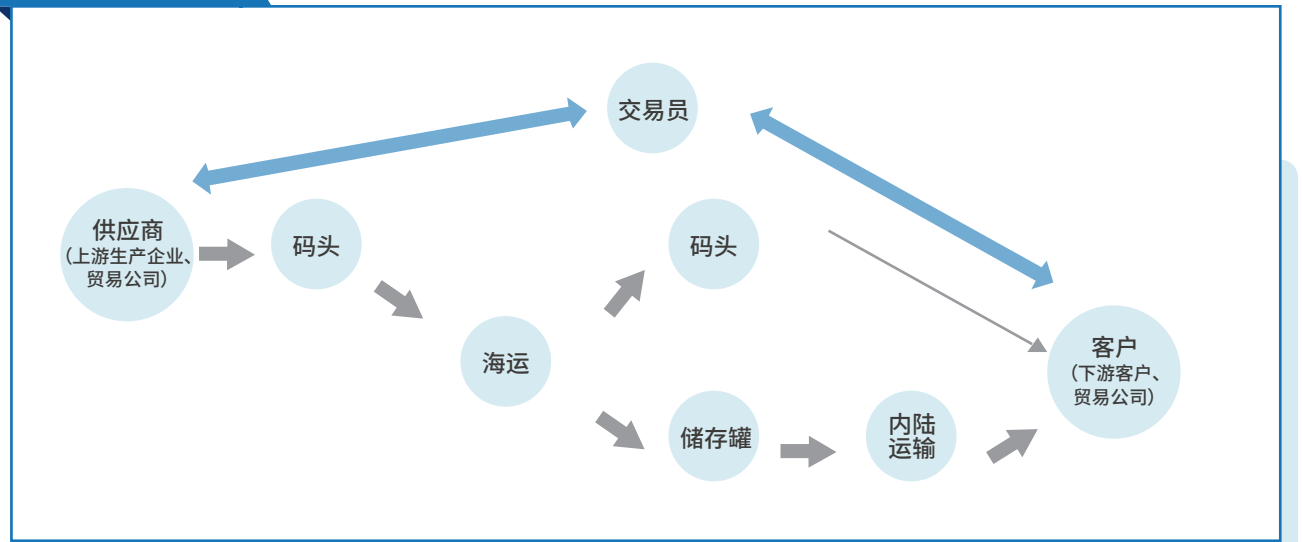 交易员
供应商
（上游生产企业、
贸易公司）
码头
码头
海运
客户
（下游客户、
贸易公司）
储存罐
内陆
运输